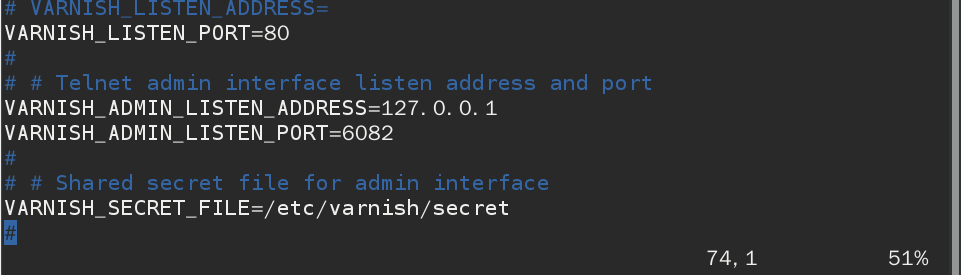 # VARNISH_LISTEN_ADDRESS=
VARNISH_LISTEN_PORT=80
#
# # Telnet admin interface listen address and port
VARNISH_ADMIN_LISTEN_ADDRESS=127.0.0.1
VARNISH_ADMIN_LISTEN_PORT=6082
#
# # Shared secret file for admin interface
VARNISH_SECRET_FILE=/etc/varnish/secret
#
74,1 51%